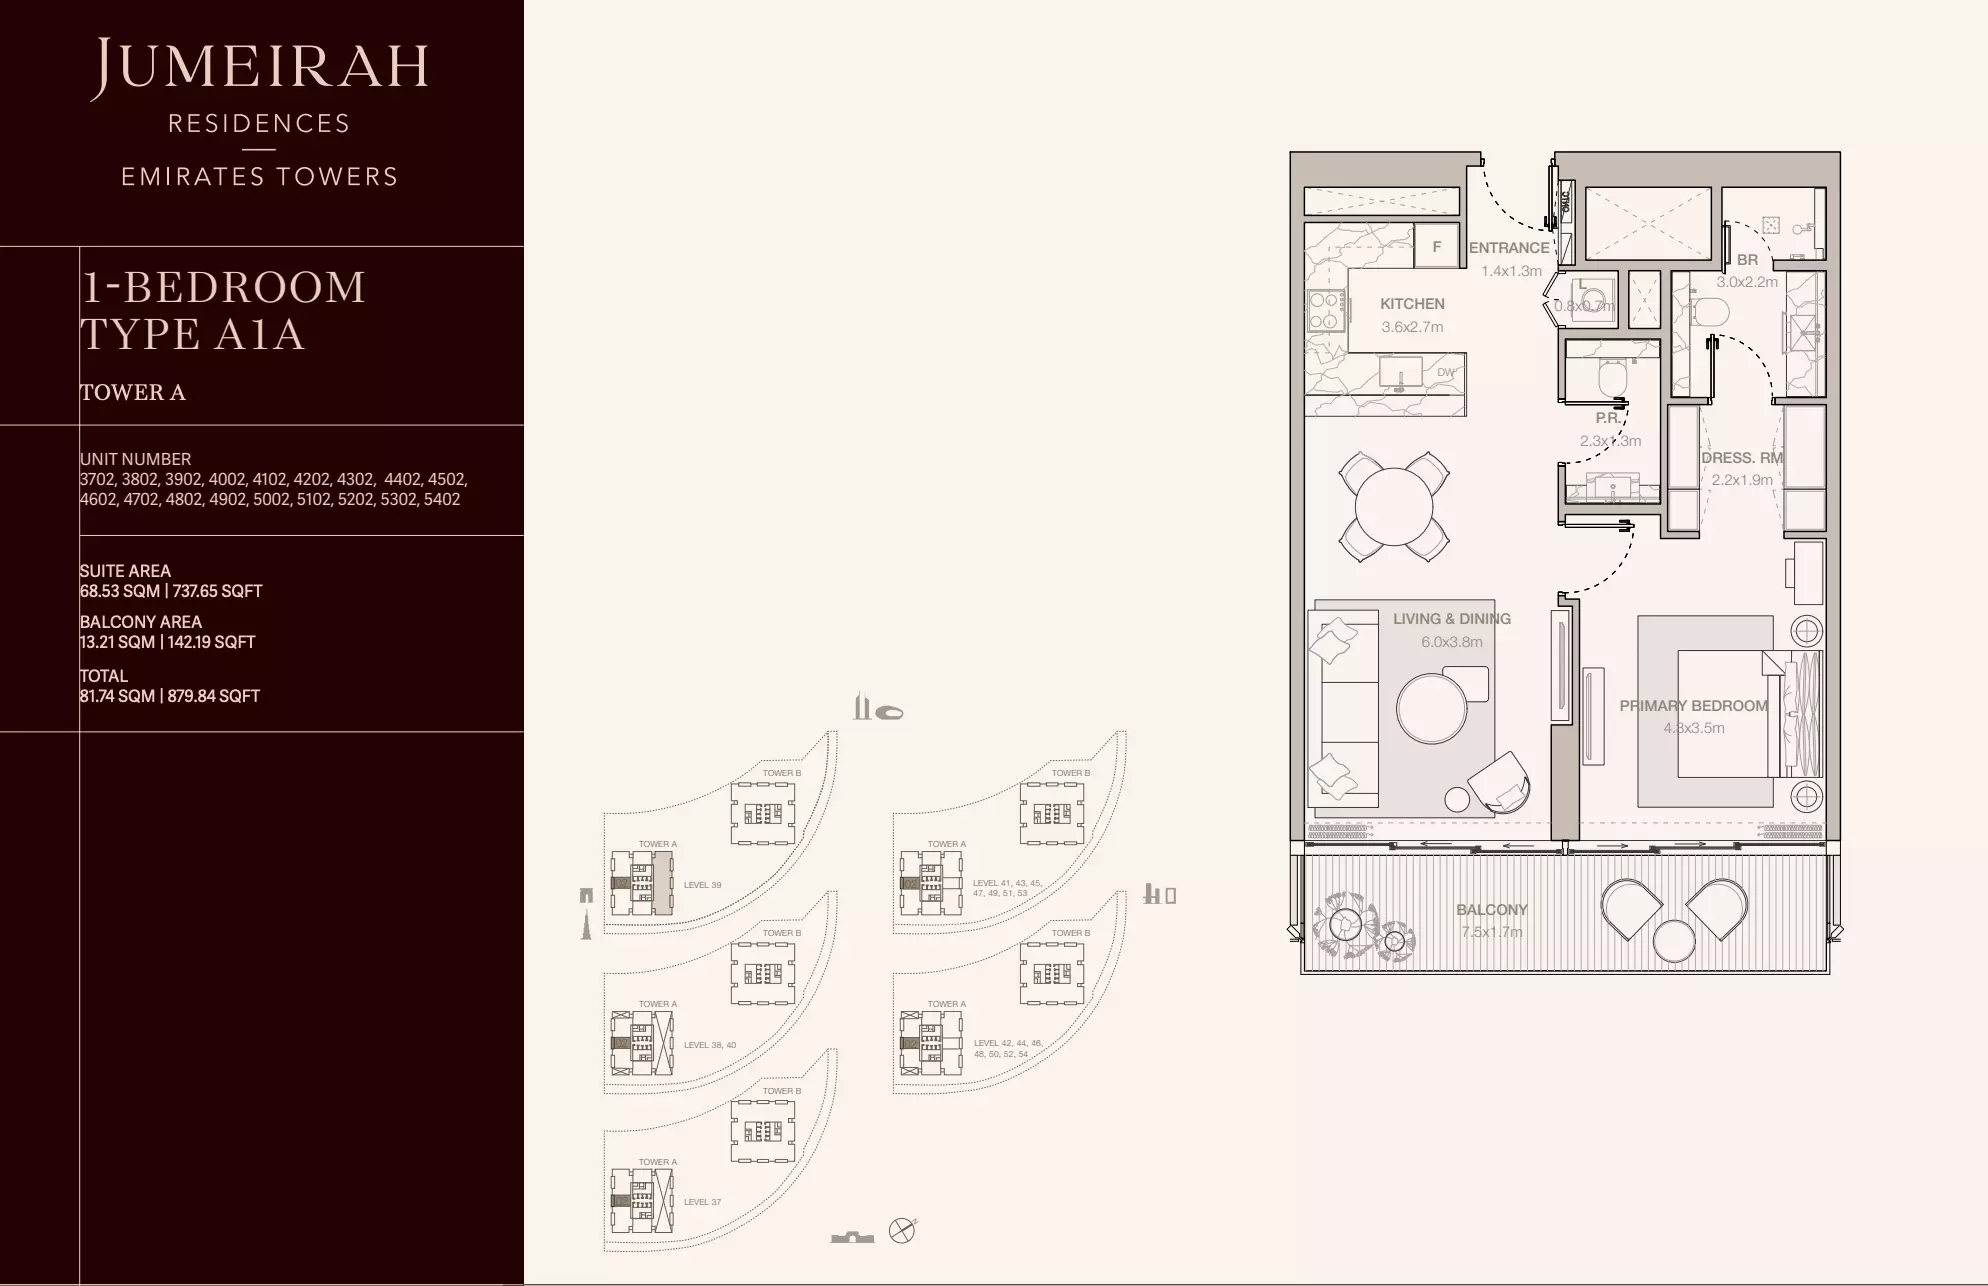 JUMEIRAH
RESIDENCES
EMIRATES TOWERS
1-BEDROOM
TYPE A1A
TOWER A
UNIT NUMBER
3702, 3802, 3902, 4002, 4102, 4202, 4302, 4402, 4502,
4602, 4702, 4802, 4902, 5002, 5102, 5202, 5302, 5402
SUITE AREA
68.53 SQM | 737.65 SQFT
BALCONY AREA
13.21 SQM | 142.19 SQFT
TOTAL
81.74 SQM | 879.84 SQFT
TOWER B
TOWER A
02
LEVEL 39
TOWER B
TOWER A
02
LEVEL 41, 43, 45,
47, 49, 51, 53
TOWER B
TOWER A
02
LEVEL 38, 40
TOWER B
TOWER A
02
LEVEL 42, 44, 46,
48, 50, 52, 54
TOWER B
TOWER A
02
LEVEL 37
N
F
ENTRANCE
1.4x1.3m
KITCHEN
3.6x2.7m
DW
L
0.8x0.7m
BR
3.0x2.2m
P.R.
2.3x1.3m
DRESS. RM
2.2x1.9m
LIVING & DINING
6.0x3.8m
PRIMARY BEDROOM
4.3x3.5m
BALCONY
7.5x1.7m